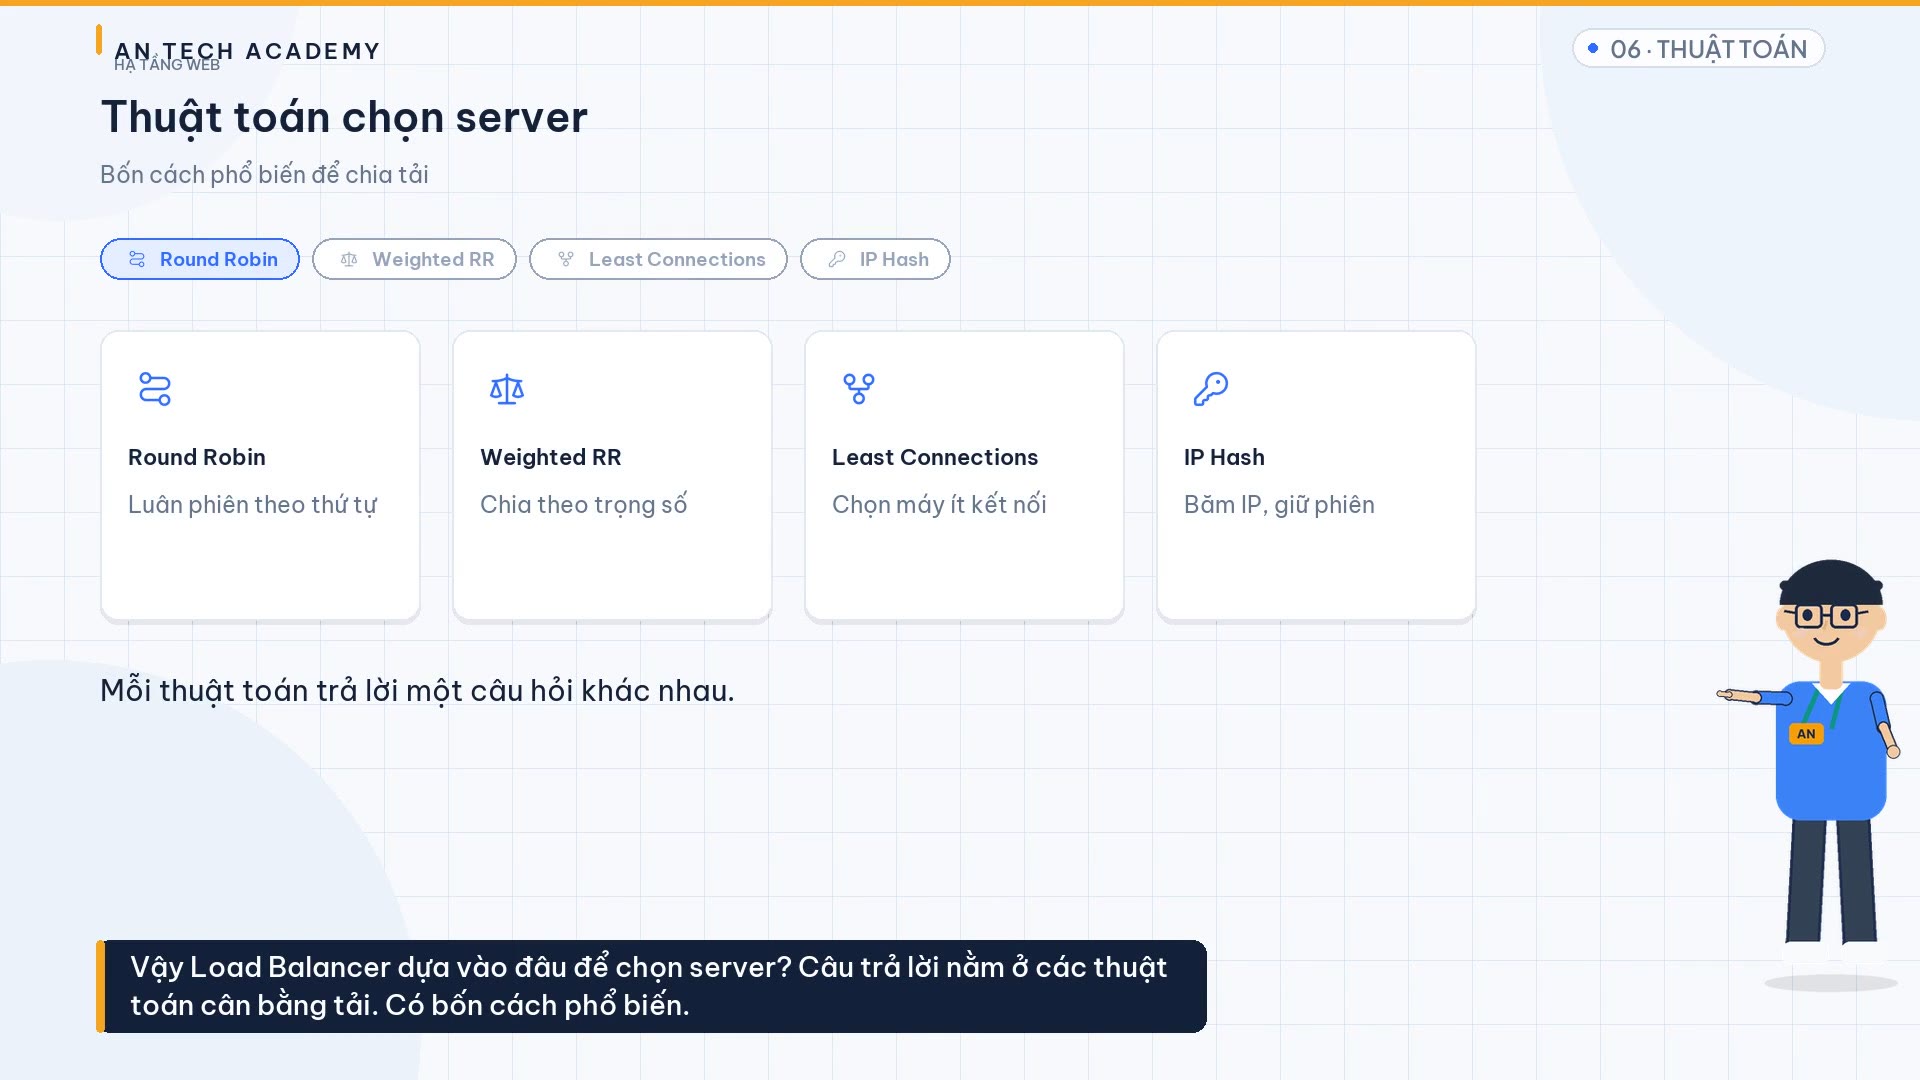 AN TECH ACADEMY
HẠ TẦNG WEB
06 · THUẬT TOÁN
Thuật toán chọn server
Bốn cách phổ biến để chia tải
Round Robin
Weighted RR
Least Connections
IP Hash
Round Robin
Luân phiên theo thứ tự
Weighted RR
Chia theo trọng số
Least Connections
Chọn máy ít kết nối
IP Hash
Băm IP, giữ phiên
Mỗi thuật toán trả lời một câu hỏi khác nhau.
AN
Vậy Load Balancer dựa vào đâu để chọn server? Câu trả lời nằm ở các thuật
toán cân bằng tải. Có bốn cách phổ biến.